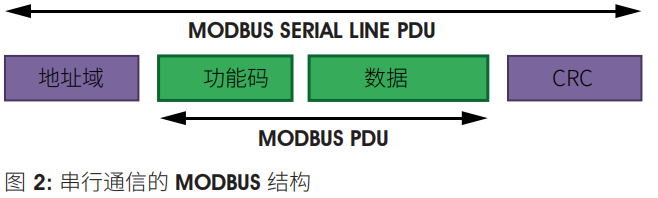 MODBUS SERIAL LINE PDU
地址域 功能码 数据 CRC
MODBUS PDU
图 2: 串行通信的 MODBUS 结构